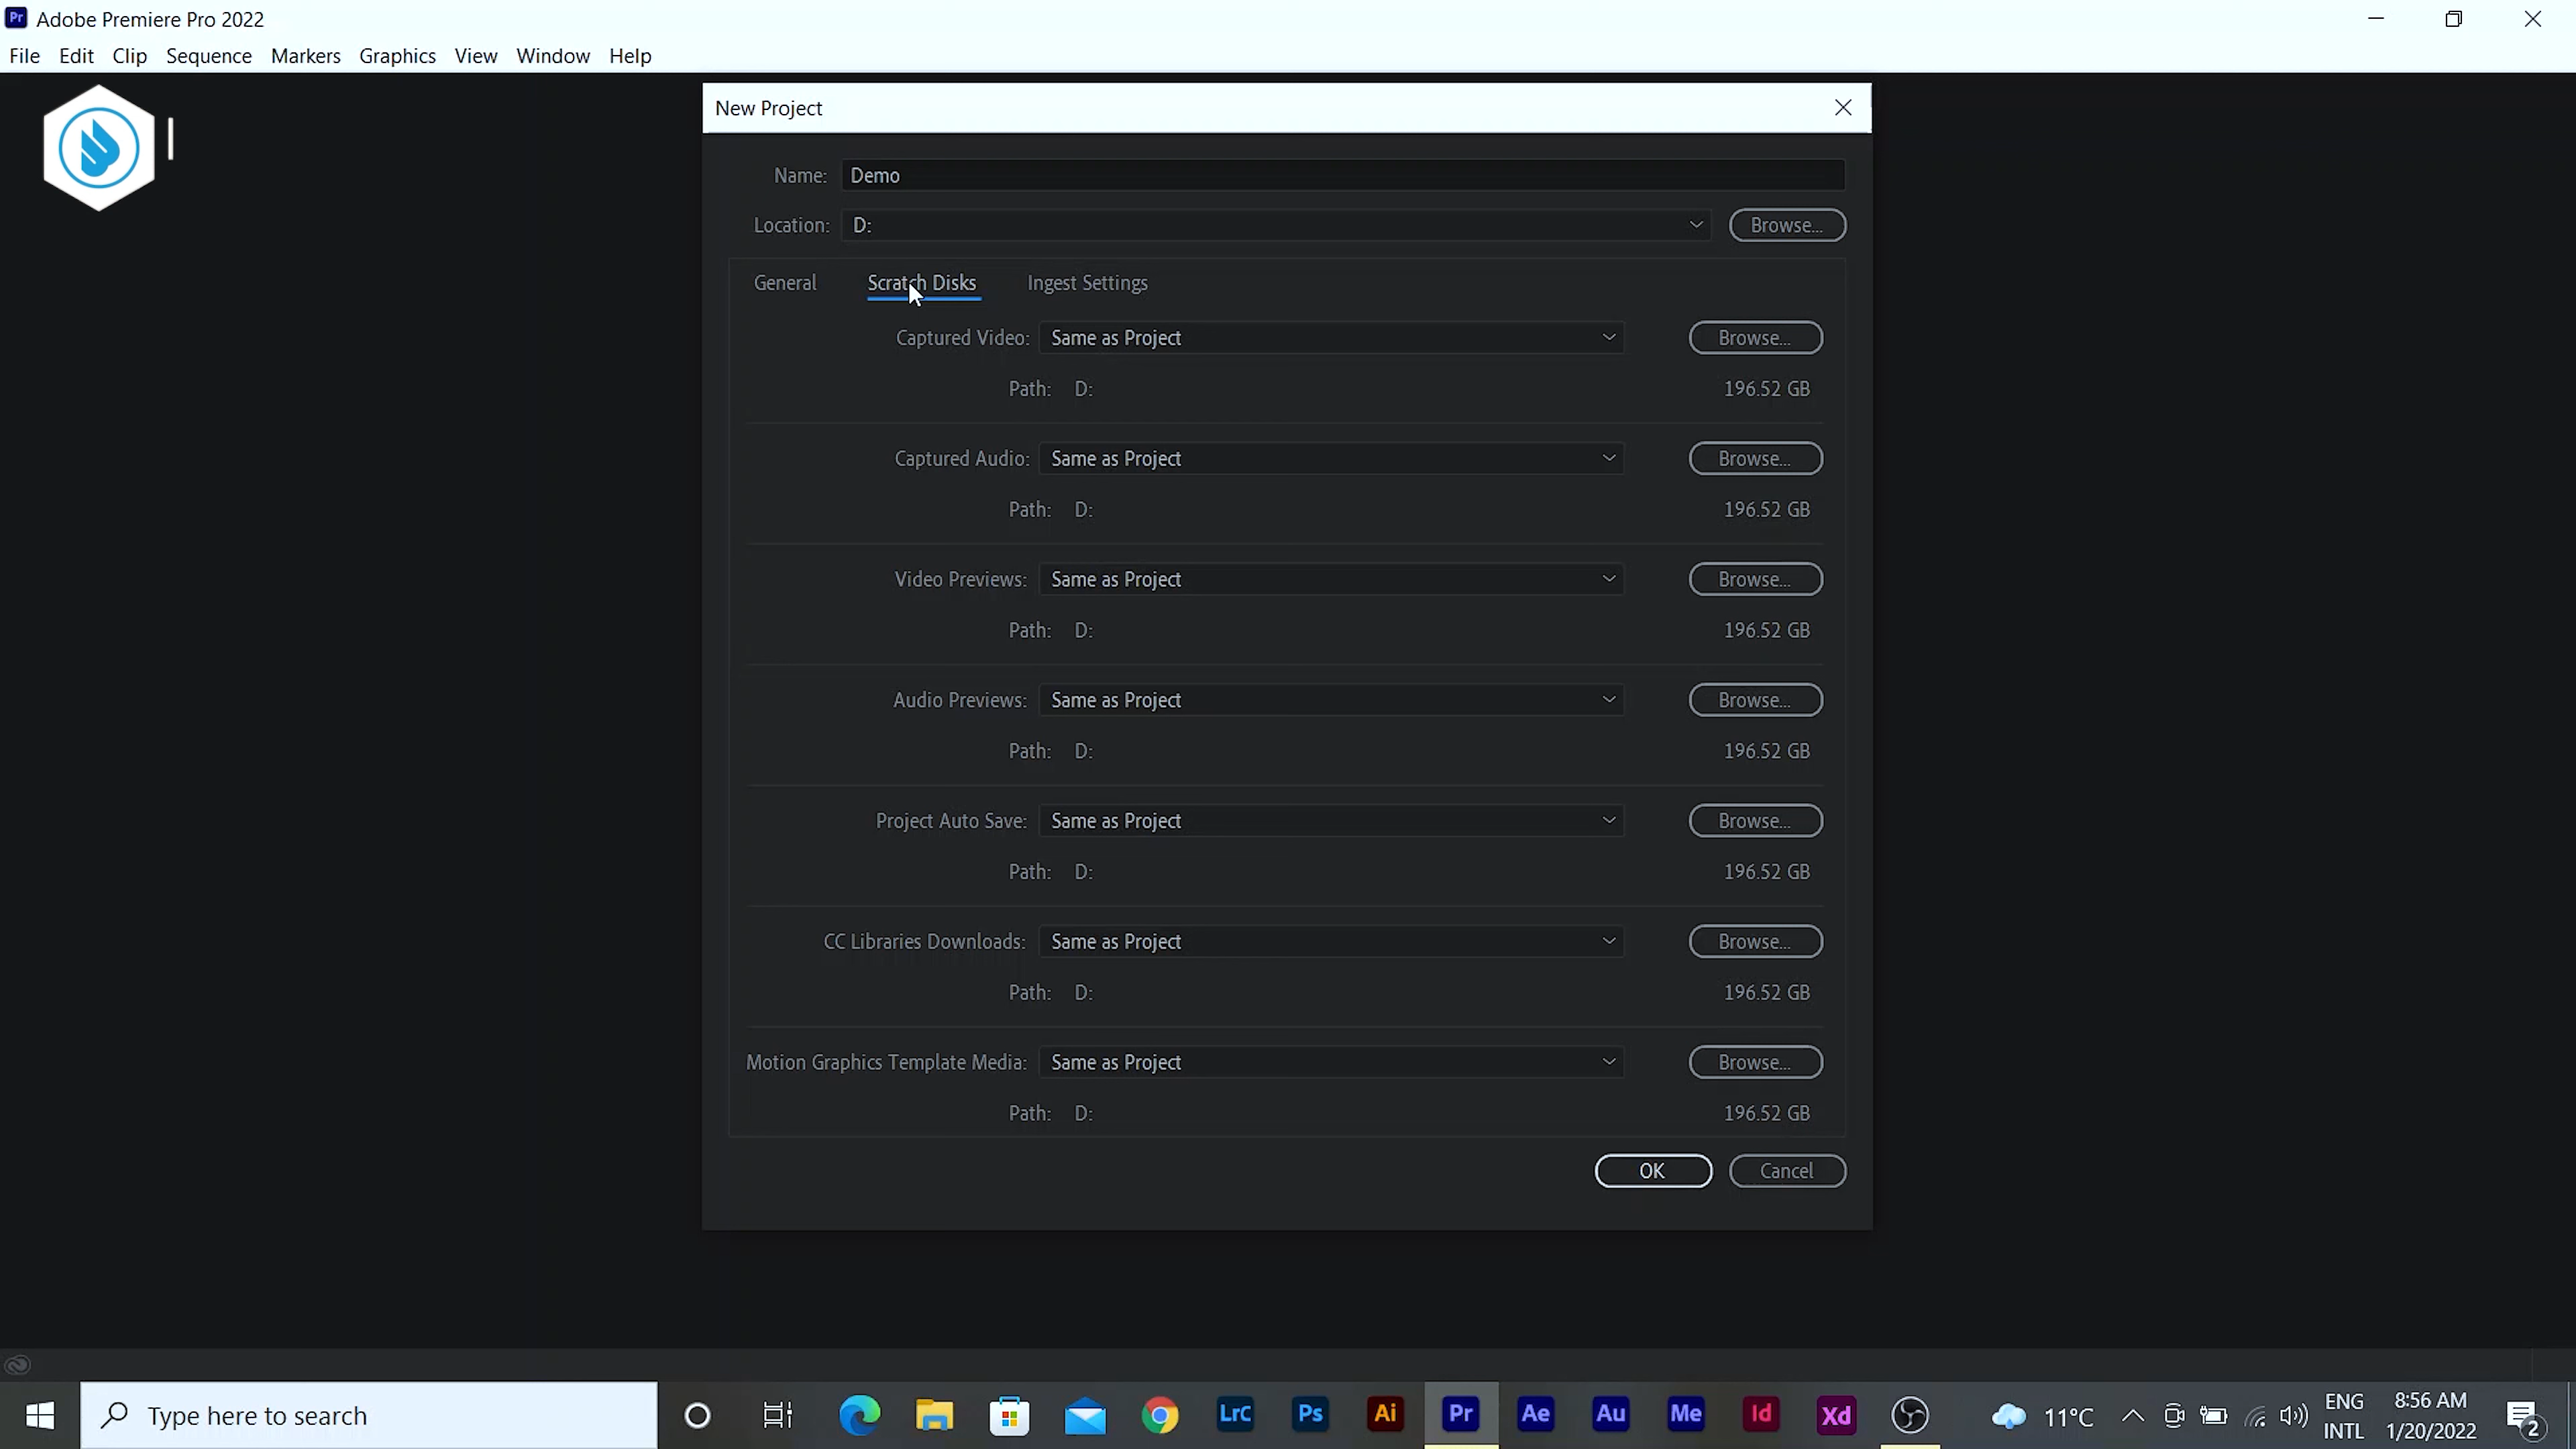 Pr Adobe Premiere Pro 2022
File Edit Clip Sequence Markers Graphics View Window Help
New Project
Name: Demo
Location: D: Browse...
General Scratch Disks Ingest Settings
Captured Video: Same as Project Browse...
Path: D: 196.52 GB
Captured Audio: Same as Project Browse...
Path: D: 196.52 GB
Video Previews: Same as Project Browse...
Path: D: 196.52 GB
Audio Previews: Same as Project Browse...
Path: D: 196.52 GB
Project Auto Save: Same as Project Browse...
Path: D: 196.52 GB
CC Libraries Downloads: Same as Project Browse...
Path: D: 196.52 GB
Motion Graphics Template Media: Same as Project Browse...
Path: D: 196.52 GB
OK Cancel
Type here to search LrC Ps Ai Pr Ae Au Me Id Xd 11°C ENG 8:56 AM
INTL 1/20/2022 2